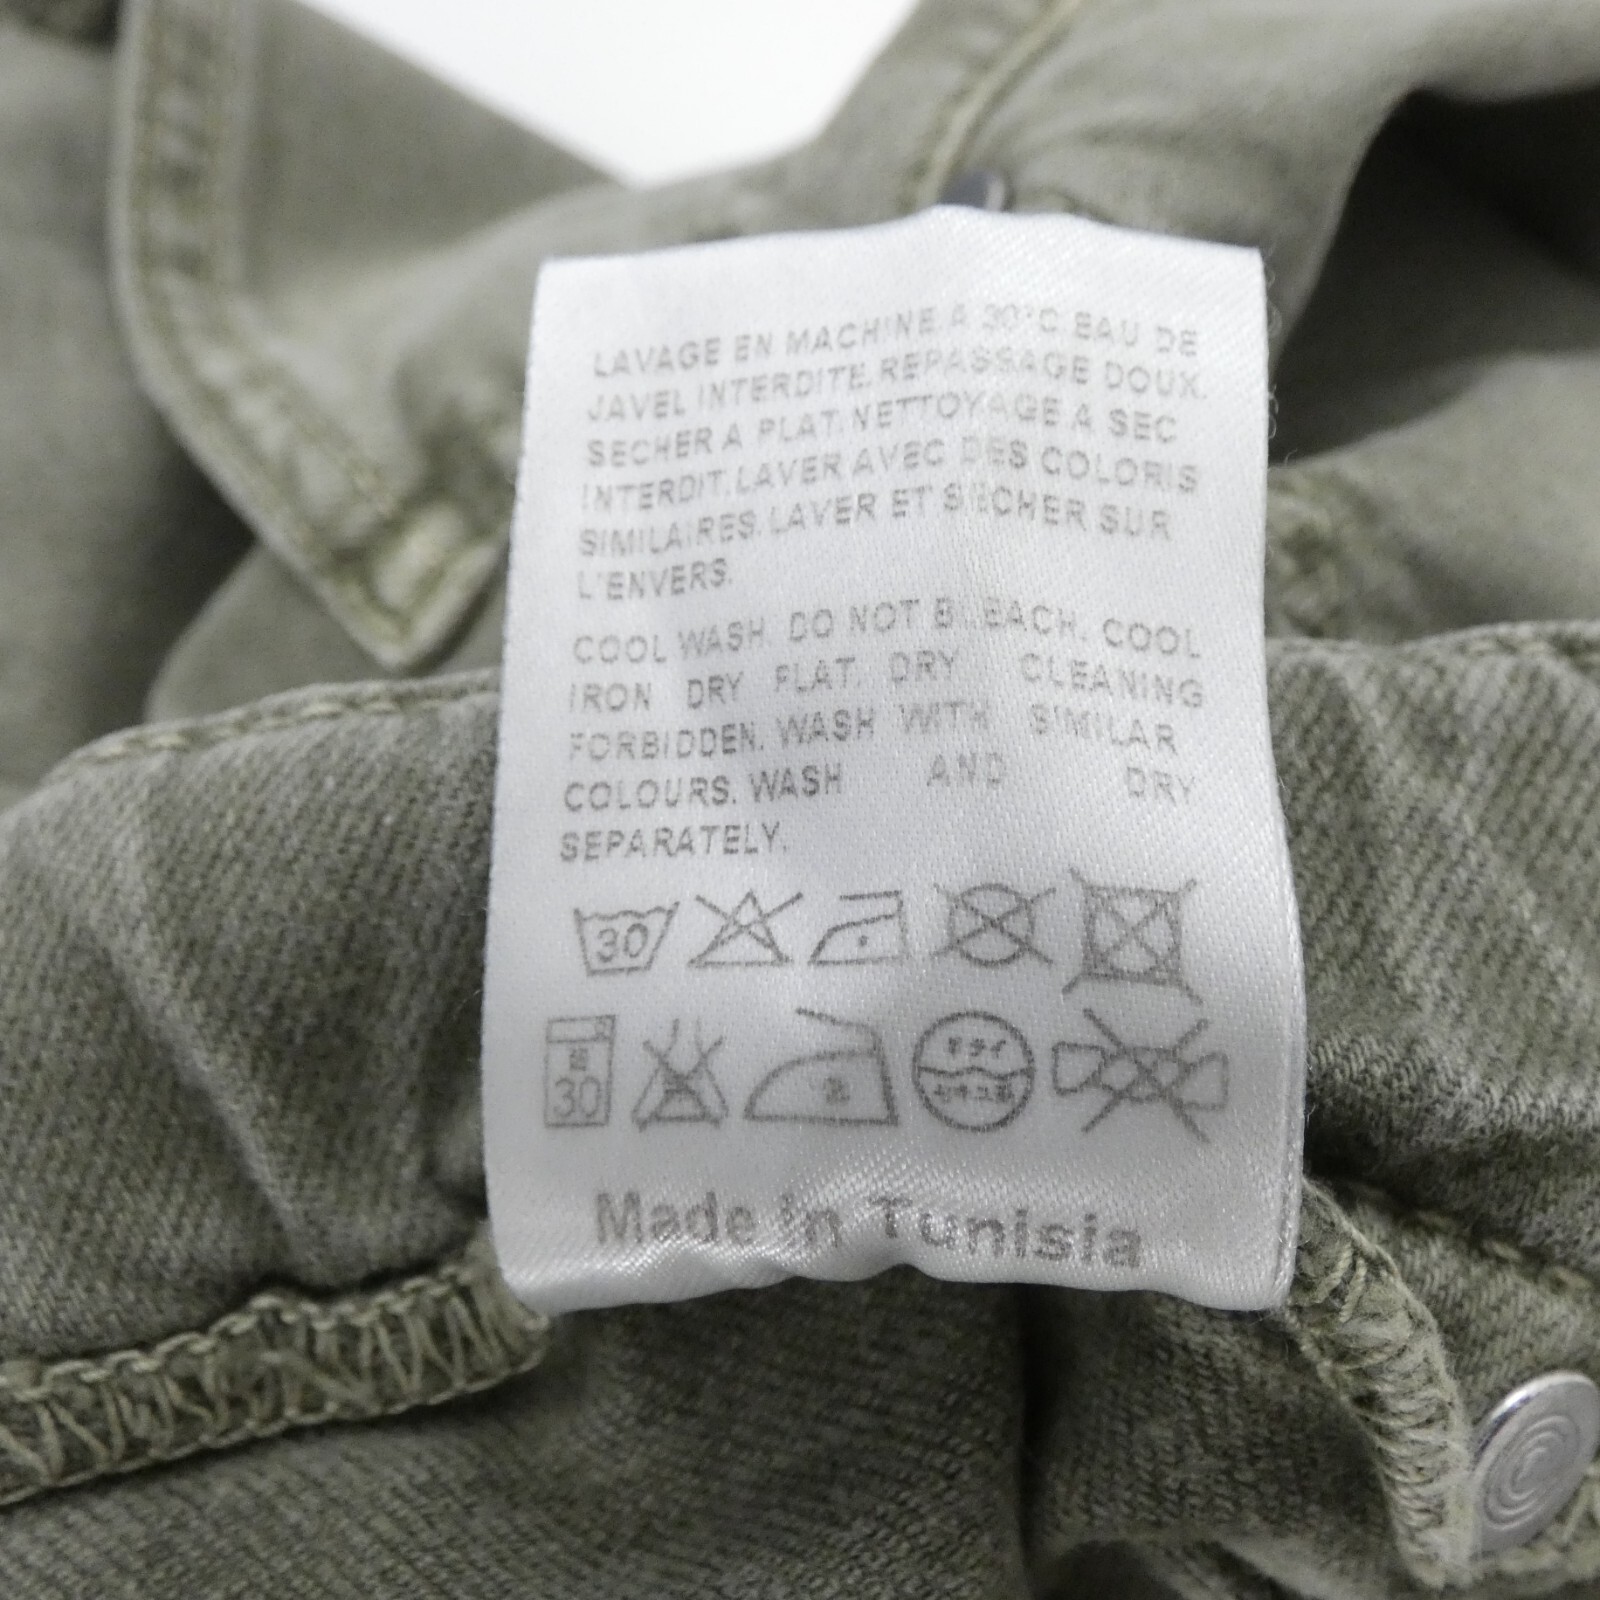 LAVAGE EN MACHINE A 30°C EAU DE
JAVEL INTERDITE. REPASSAGE DOUX.
SECHER A PLAT. NETTOYAGE A SEC
INTERDIT. LAVER AVEC DES COLORIS
SIMILAIRES. LAVER ET SECHER SUR
L'ENVERS.
COOL WASH. DO NOT BLEACH. COOL
IRON DRY FLAT. DRY CLEANING
FORBIDDEN. WASH WITH SIMILAR
COLOURS. WASH AND DRY
SEPARATELY.
30
30
Made in Tunisia